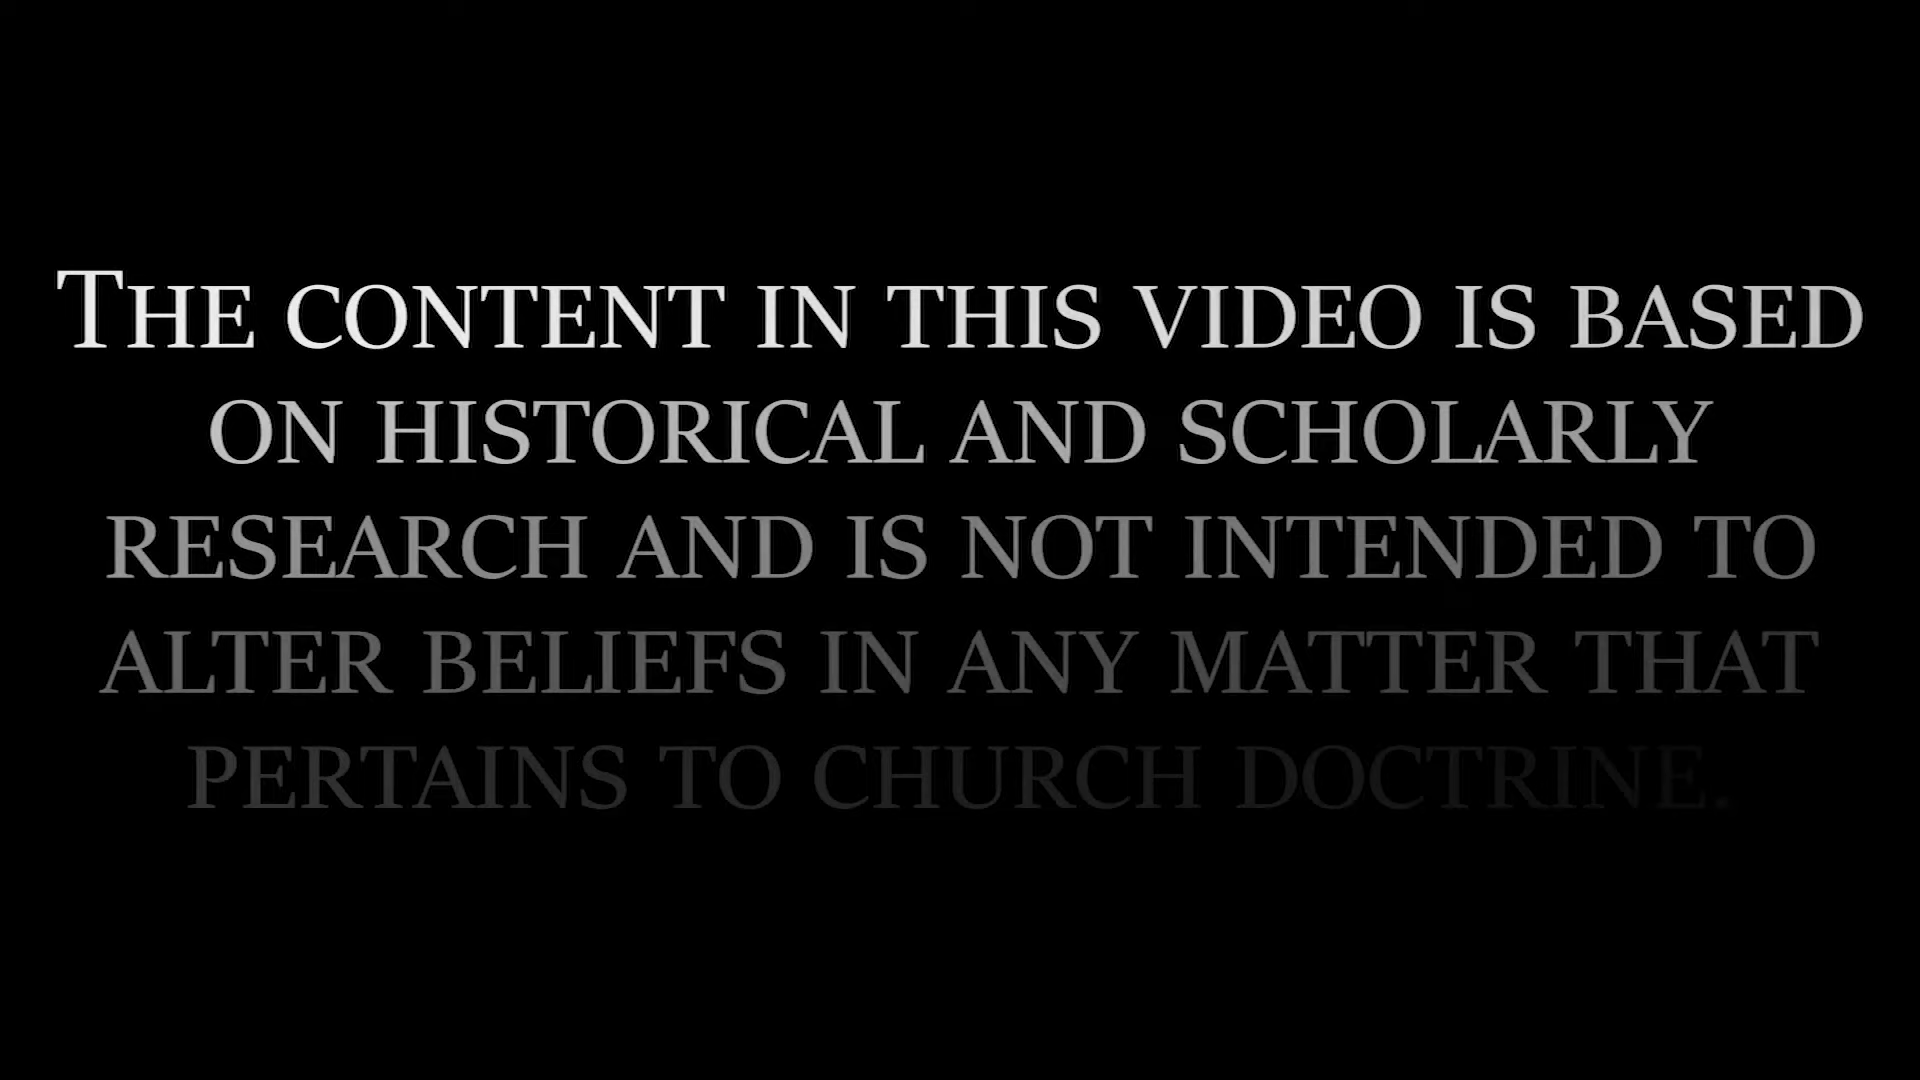 The content in this video is based
on historical and scholarly
research and is not intended to
alter beliefs in any matter that
pertains to church doctrine.